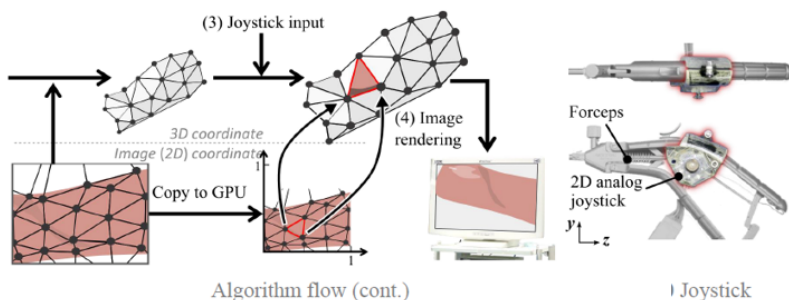 (3) Joystick input
3D coordinate
Image (2D) coordinate
1
Copy to GPU
1
(4) Image
rendering
Forceps
2D analog
joystick
y
z
Algorithm flow (cont.)
) Joystick